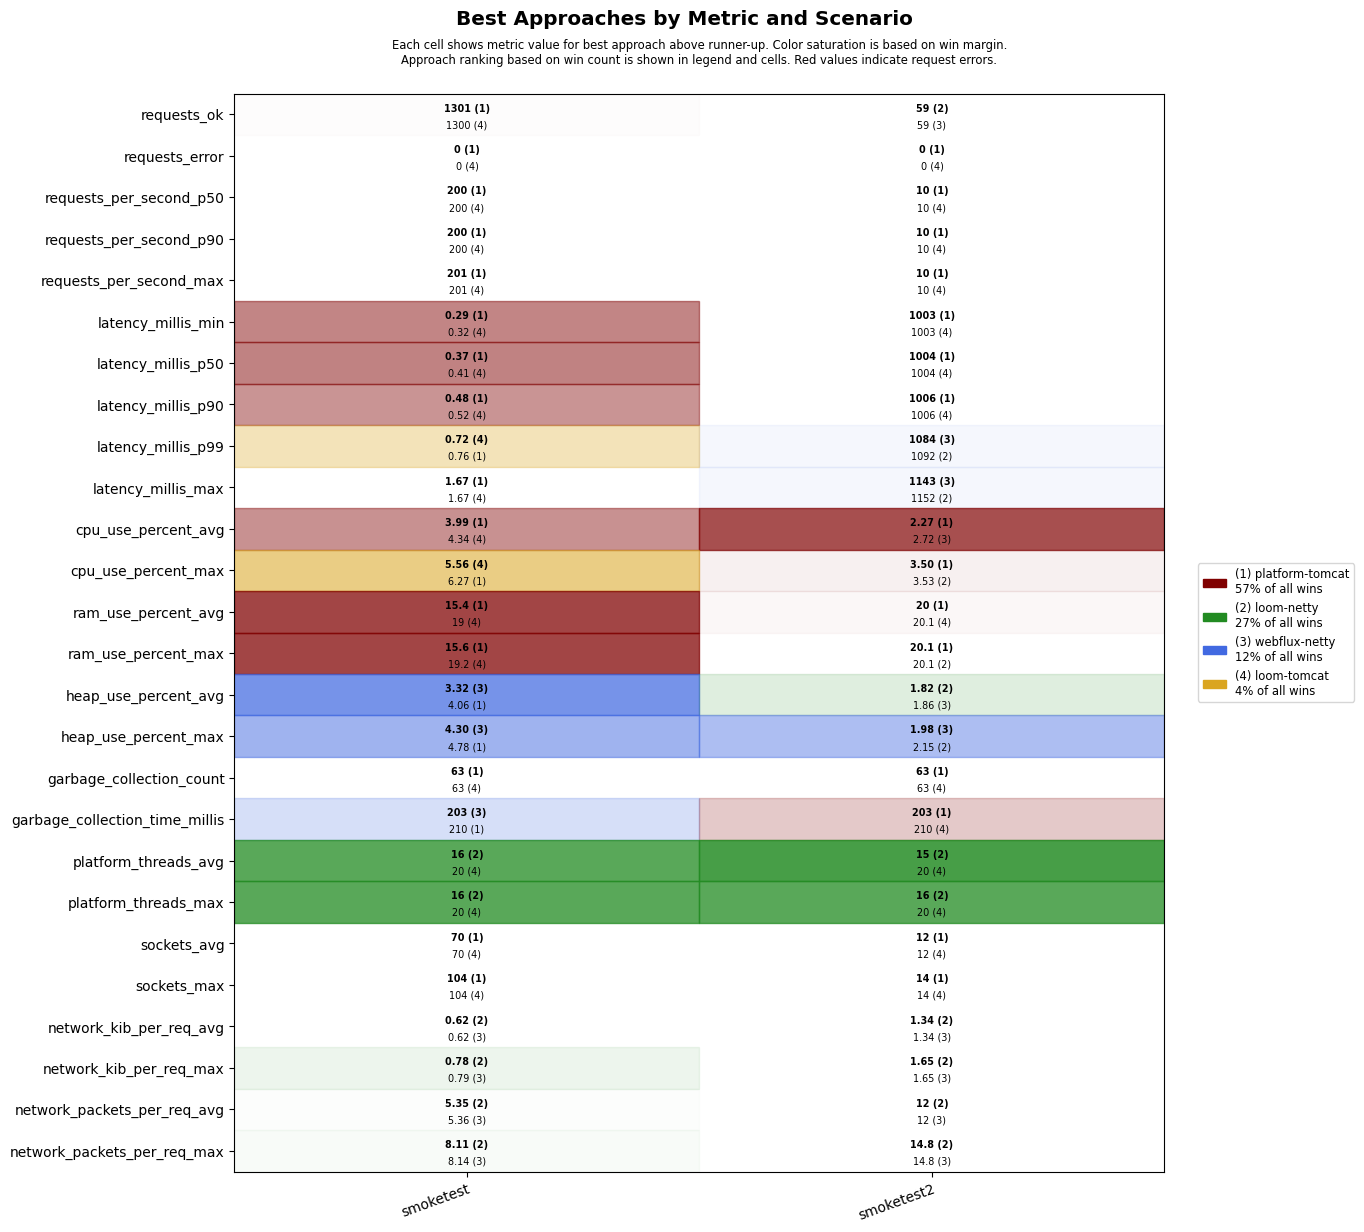 Best Approaches by Metric and Scenario
Each cell shows metric value for best approach above runner-up. Color saturation is based on win margin.
Approach ranking based on win count is shown in legend and cells. Red values indicate request errors.
requests_ok
1301 (1)
1300 (4)
59 (2)
59 (3)
requests_error
0 (1)
0 (4)
0 (1)
0 (4)
requests_per_second_p50
200 (1)
200 (4)
10 (1)
10 (4)
requests_per_second_p90
200 (1)
200 (4)
10 (1)
10 (4)
requests_per_second_max
201 (1)
201 (4)
10 (1)
10 (4)
latency_millis_min
0.29 (1)
0.32 (4)
1003 (1)
1003 (4)
latency_millis_p50
0.37 (1)
0.41 (4)
1004 (1)
1004 (4)
latency_millis_p90
0.48 (1)
0.52 (4)
1006 (1)
1006 (4)
latency_millis_p99
0.72 (4)
0.76 (1)
1084 (3)
1092 (2)
latency_millis_max
1.67 (1)
1.67 (4)
1143 (3)
1152 (2)
cpu_use_percent_avg
3.99 (1)
4.34 (4)
2.27 (1)
2.72 (3)
cpu_use_percent_max
5.56 (4)
6.27 (1)
3.50 (1)
3.53 (2)
ram_use_percent_avg
15.4 (1)
19 (4)
20 (1)
20.1 (4)
ram_use_percent_max
15.6 (1)
19.2 (4)
20.1 (1)
20.1 (2)
heap_use_percent_avg
3.32 (3)
4.06 (1)
1.82 (2)
1.86 (3)
heap_use_percent_max
4.30 (3)
4.78 (1)
1.98 (3)
2.15 (2)
garbage_collection_count
63 (1)
63 (4)
63 (1)
63 (4)
garbage_collection_time_millis
203 (3)
210 (1)
203 (1)
210 (4)
platform_threads_avg
16 (2)
20 (4)
15 (2)
20 (4)
platform_threads_max
16 (2)
20 (4)
16 (2)
20 (4)
sockets_avg
70 (1)
70 (4)
12 (1)
12 (4)
sockets_max
104 (1)
104 (4)
14 (1)
14 (4)
network_kib_per_req_avg
0.62 (2)
0.62 (3)
1.34 (2)
1.34 (3)
network_kib_per_req_max
0.78 (2)
0.79 (3)
1.65 (2)
1.65 (3)
network_packets_per_req_avg
5.35 (2)
5.36 (3)
12 (2)
12 (3)
network_packets_per_req_max
8.11 (2)
8.14 (3)
14.8 (2)
14.8 (3)
smoketest
smoketest2
(1) platform-tomcat
57% of all wins
(2) loom-netty
27% of all wins
(3) webflux-netty
12% of all wins
(4) loom-tomcat
4% of all wins